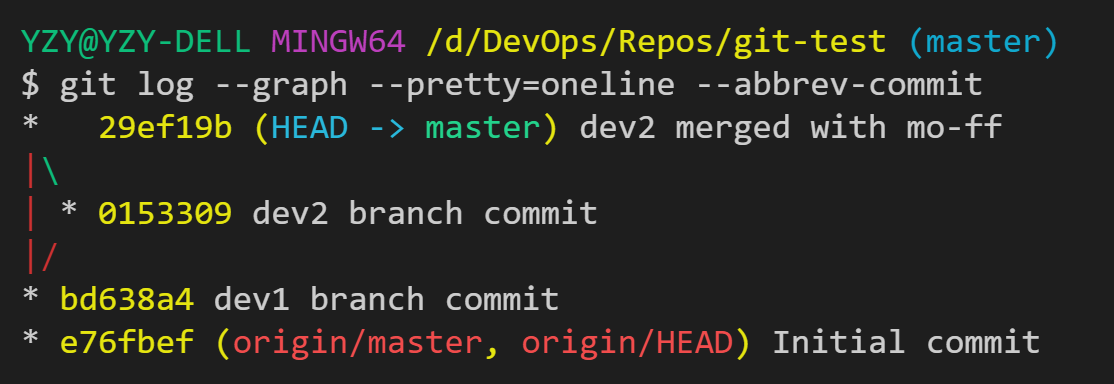 YZY@YZY-DELL MINGW64 /d/DevOps/Repos/git-test (master)
$ git log --graph --pretty=oneline --abbrev-commit
*   29ef19b (HEAD -> master) dev2 merged with mo-ff
|\
| * 0153309 dev2 branch commit
|/
* bd638a4 dev1 branch commit
* e76fbef (origin/master, origin/HEAD) Initial commit